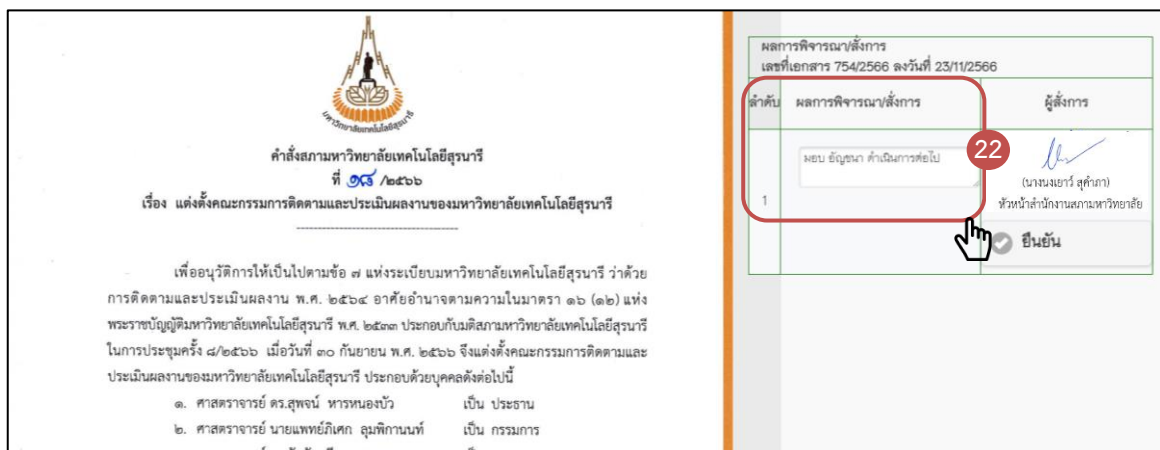 มหาวิทยาลัยเทคโนโลยีสุรนารี
คำสั่งสภามหาวิทยาลัยเทคโนโลยีสุรนารี
ที่ ๑๘ /๒๕๖๖
เรื่อง แต่งตั้งคณะกรรมการติดตามและประเมินผลงานของมหาวิทยาลัยเทคโนโลยีสุรนารี
เพื่ออนุวัติการให้เป็นไปตามข้อ ๗ แห่งระเบียบมหาวิทยาลัยเทคโนโลยีสุรนารี ว่าด้วย
การติดตามและประเมินผลงาน พ.ศ. ๒๕๖๔ อาศัยอำนาจตามความในมาตรา ๑๖ (๑๒) แห่ง
พระราชบัญญัติมหาวิทยาลัยเทคโนโลยีสุรนารี พ.ศ. ๒๕๓๓ ประกอบกับมติสภามหาวิทยาลัยเทคโนโลยีสุรนารี
ในการประชุมครั้ง ๘/๒๕๖๖ เมื่อวันที่ ๓๐ กันยายน พ.ศ. ๒๕๖๖ จึงแต่งตั้งคณะกรรมการติดตามและ
ประเมินผลงานของมหาวิทยาลัยเทคโนโลยีสุรนารี ประกอบด้วยบุคคลดังต่อไปนี้
๑. ศาสตราจารย์ ดร.สุพจน์ หารหนองบัว เป็น ประธาน
๒. ศาสตราจารย์ นายแพทย์ภิเศก ลุมพิกานนท์ เป็น กรรมการ
ผลการพิจารณา/สั่งการ
เลขที่เอกสาร 754/2566 ลงวันที่ 23/11/2566
ลำดับ ผลการพิจารณา/สั่งการ ผู้สั่งการ
มอบ ธัญชนา ดำเนินการต่อไป
22
1
(นางนงเยาว์ สุคำภา)
หัวหน้าสำนักงานสภามหาวิทยาลัย
ยืนยัน